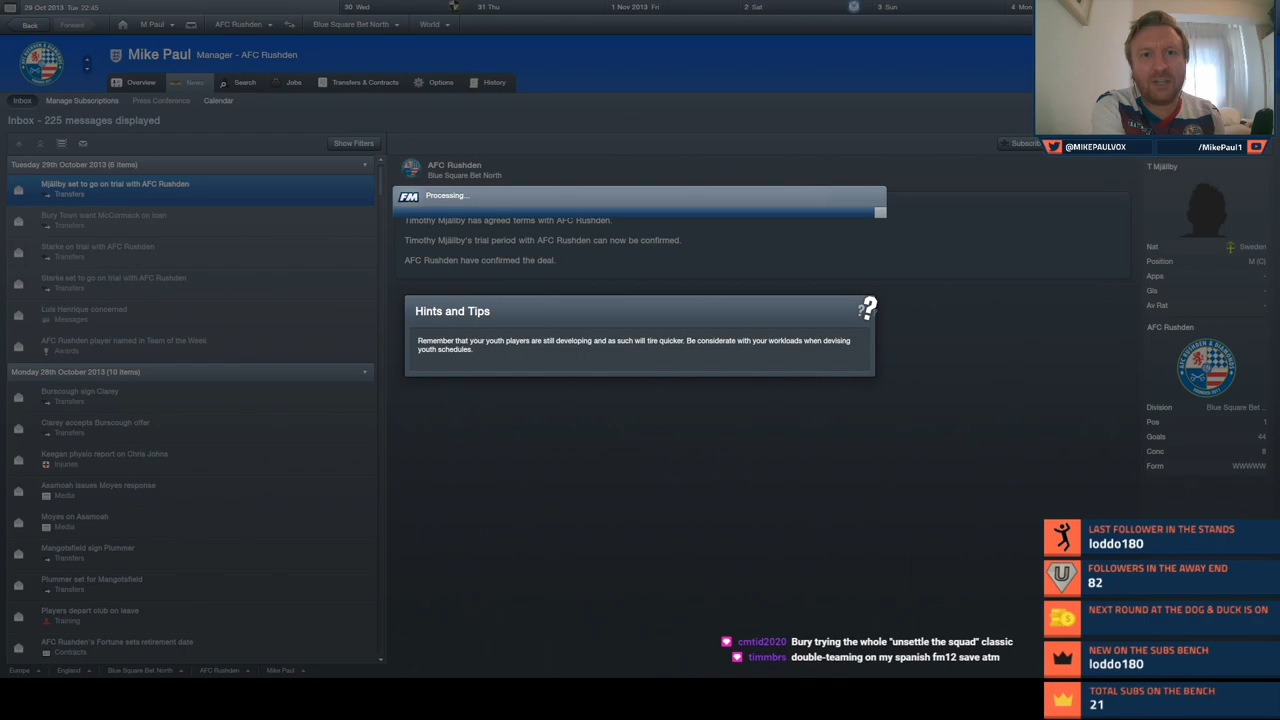 29 Oct 2013 Tue 22:45
30 Wed
31 Thu
1 Nov 2013 Fri
2 Sat
3 Sun
4 Mon
Back
Forward
M Paul
AFC Rushden
Blue Square Bet North
World
Mike Paul
Manager - AFC Rushden
Overview
News
Search
Jobs
Transfers & Contracts
Options
History
Inbox
Manage Subscriptions
Press Conference
Calendar
Inbox - 225 messages displayed
Show Filters
Tuesday 29th October 2013 (6 items)
Mjällby set to go on trial with AFC Rushden
Transfers
Bury Town want McCormack on loan
Transfers
Starke on trial with AFC Rushden
Transfers
Starke set to go on trial with AFC Rushden
Transfers
Luis Henrique concerned
Messages
AFC Rushden player named in Team of the Week
Awards
Monday 28th October 2013 (10 items)
Burscough sign Clarey
Transfers
Clarey accepts Burscough offer
Transfers
Keegan physio report on Chris Johns
Injuries
Asamoah issues Moyes response
Media
Moyes on Asamoah
Media
Mangotsfield sign Plummer
Transfers
Plummer set for Mangotsfield
Transfers
Players depart club on leave
Training
AFC Rushden's Fortune sets retirement date
Contracts
Europe
England
Blue Square Bet North
AFC Rushden
Mike Paul
AFC Rushden
Blue Square Bet North
FM
Processing...
Timothy Mjällby has agreed terms with AFC Rushden.
Timothy Mjällby's trial period with AFC Rushden can now be confirmed.
AFC Rushden have confirmed the deal.
Hints and Tips
Remember that your youth players are still developing and as such will tire quicker. Be considerate with your workloads when devising
youth schedules.
@MIKEPAULVOX
/MikePaul1
T Mjällby
Nat
Sweden
Position
M (C)
Apps
-
Gls
-
Av Rat
-
AFC Rushden
Division
Blue Square Bet ..
Pos
1
Goals
44
Conc
8
Form
WWWWW
LAST FOLLOWER IN THE STANDS
loddo180
FOLLOWERS IN THE AWAY END
82
NEXT ROUND AT THE DOG & DUCK IS ON
NEW ON THE SUBS BENCH
loddo180
TOTAL SUBS ON THE BENCH
21
cmtid2020 Bury trying the whole "unsettle the squad" classic
timmbrs double-teaming on my spanish fm12 save atm